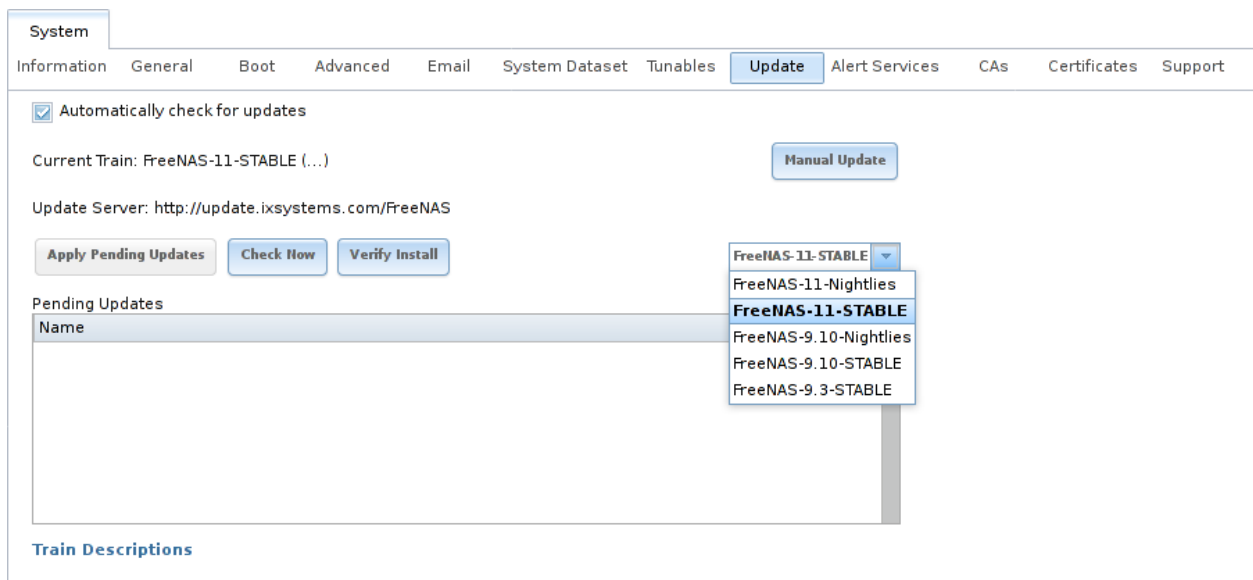 System
Information General Boot Advanced Email System Dataset Tunables Update Alert Services CAs Certificates Support
Automatically check for updates
Current Train: FreeNAS-11-STABLE (...)
Manual Update
Update Server: http://update.ixsystems.com/FreeNAS
Apply Pending Updates Check Now Verify Install FreeNAS-11-STABLE
FreeNAS-11-Nightlies
FreeNAS-11-STABLE
FreeNAS-9.10-Nightlies
FreeNAS-9.10-STABLE
FreeNAS-9.3-STABLE
Pending Updates
Name
Train Descriptions